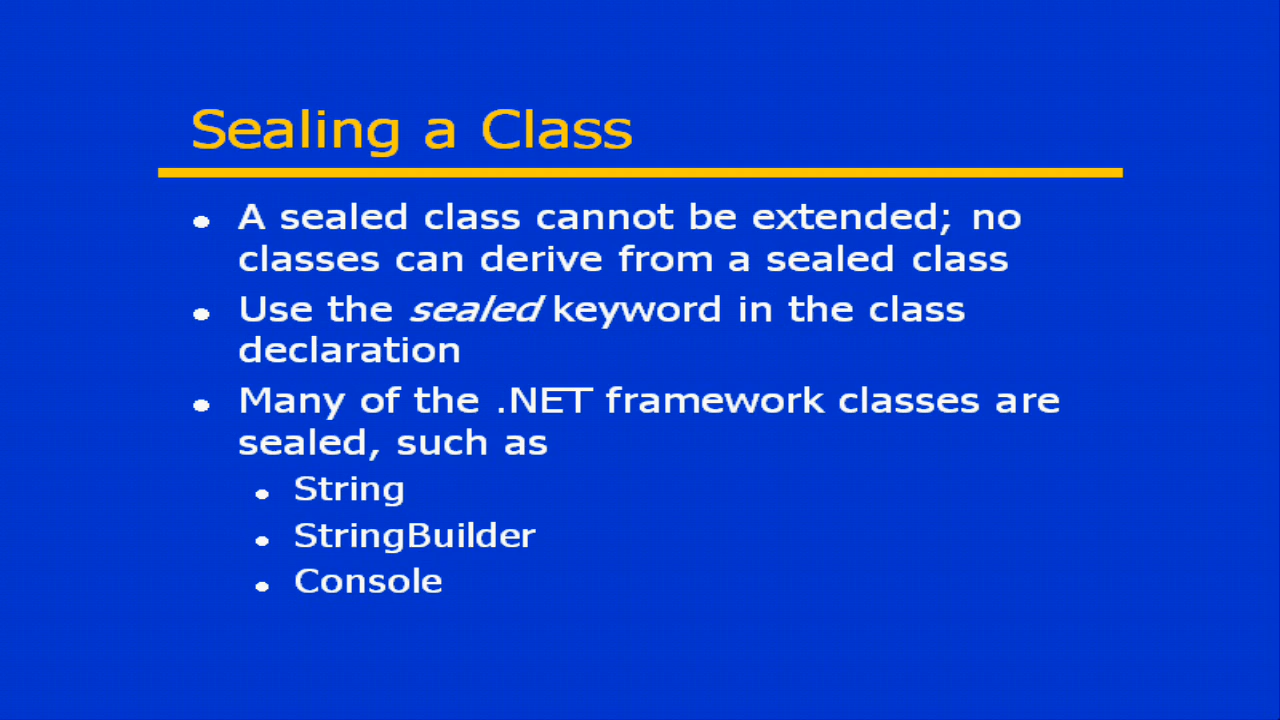 Sealing a Class
• A sealed class cannot be extended; no
classes can derive from a sealed class
• Use the sealed keyword in the class
declaration
• Many of the .NET framework classes are
sealed, such as
• String
• StringBuilder
• Console